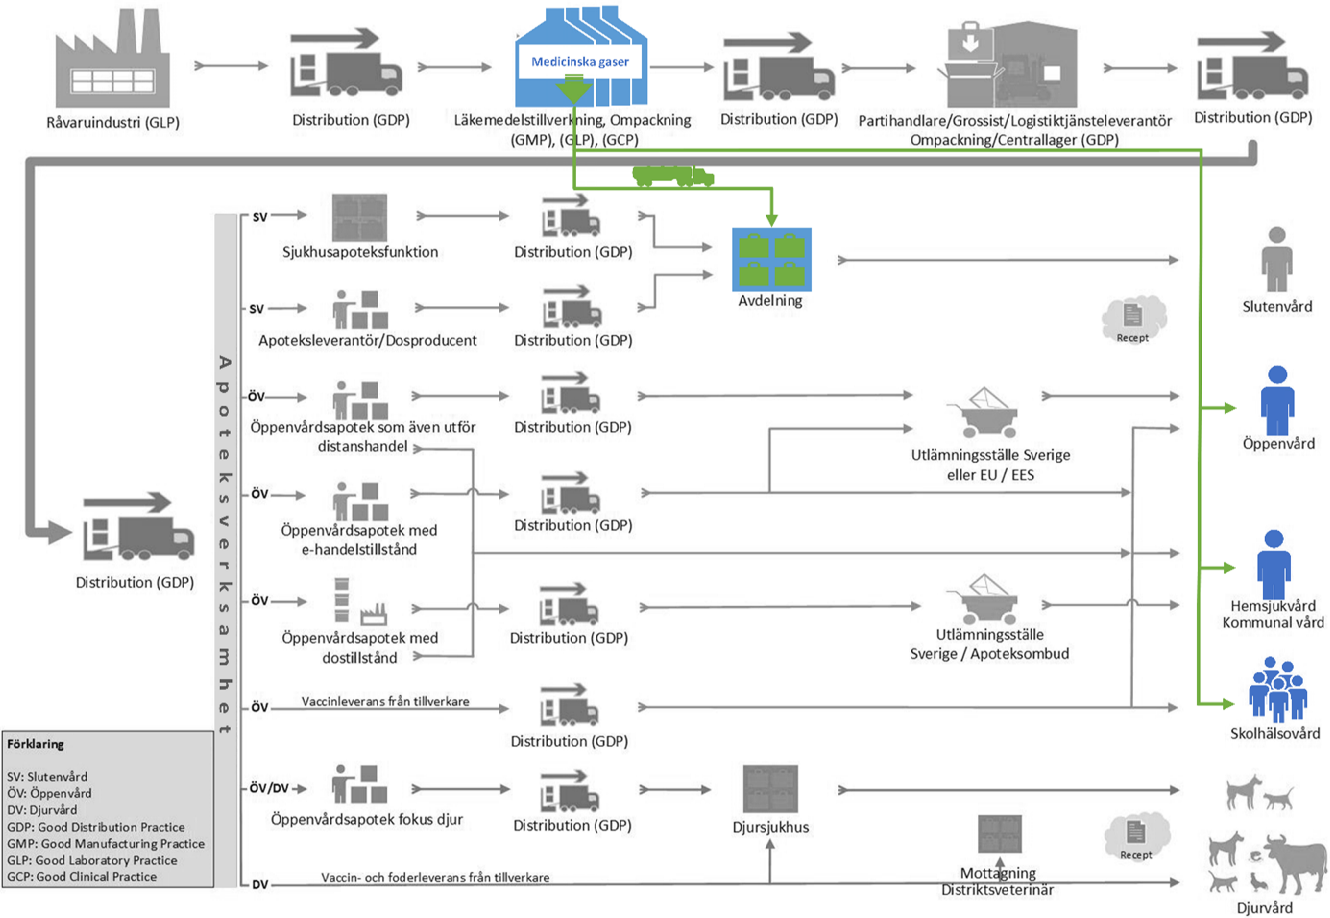 Medicinska gaser
Råvaruindustri (GLP)
Distribution (GDP)
Läkemedelstillverkning, Ompackning
(GMP), (GLP), (GCP)
Distribution (GDP)
Partihandlare/Grossist/Logistiktjänsteleverantör
Ompackning/Centrallager (GDP)
Distribution (GDP)
Apoteksverksamhet
SV
Sjukhusapoteksfunktion
Distribution (GDP)
Avdelning
Slutenvård
SV
Apoteksleverantör/Dosproducent
Distribution (GDP)
Recept
ÖV
Öppenvårdsapotek som även utför
distanshandel
Distribution (GDP)
Utlämningsställe Sverige
eller EU / EES
Öppenvård
ÖV
Öppenvårdsapotek med
e-handelstillstånd
Distribution (GDP)
Distribution (GDP)
ÖV
Öppenvårdsapotek med
dostillstånd
Distribution (GDP)
Utlämningsställe
Sverige / Apoteksombud
Hemsjukvård
Kommunal vård
ÖV
Vaccinleverans från tillverkare
Distribution (GDP)
Skolhälsovård
ÖV/DV
Öppenvårdsapotek fokus djur
Distribution (GDP)
Djursjukhus
Recept
Mottagning
Distriktsveterinär
DV
Vaccin- och foderleverans från tillverkare
Djurvård
Förklaring
SV: Slutenvård
ÖV: Öppenvård
DV: Djurvård
GDP: Good Distribution Practice
GMP: Good Manufacturing Practice
GLP: Good Laboratory Practice
GCP: Good Clinical Practice